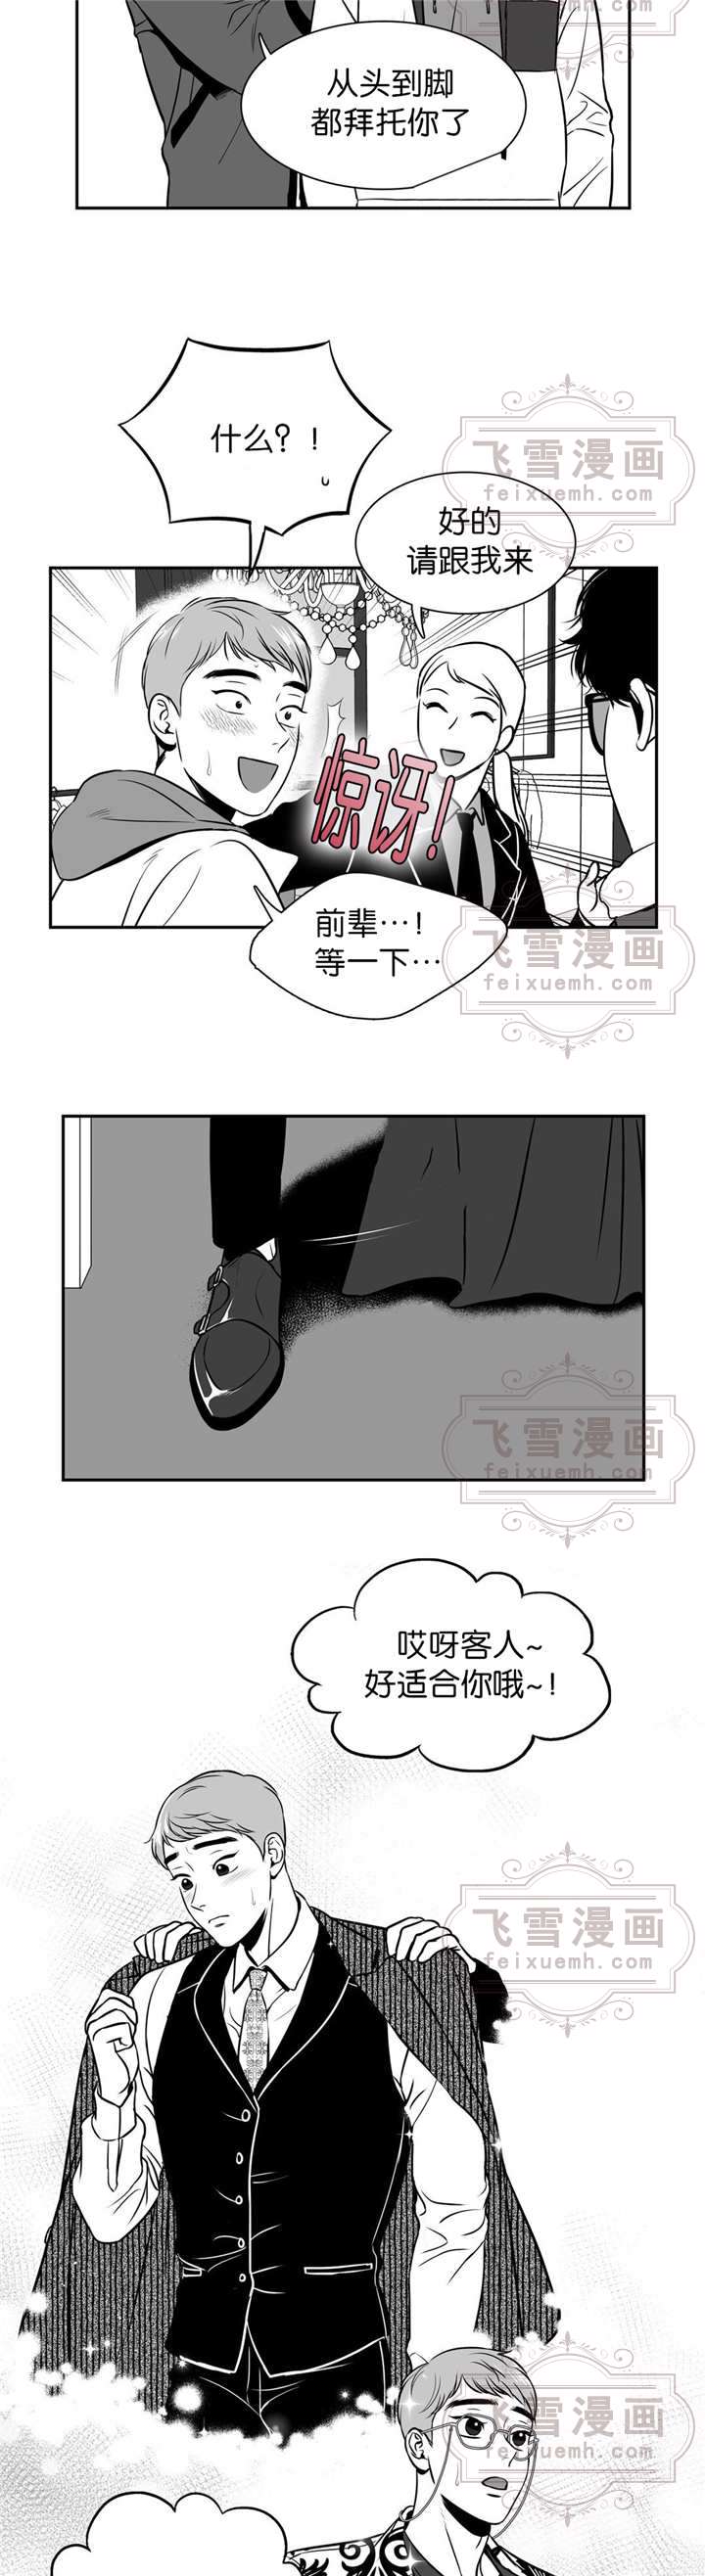 从头到脚
都拜托你了
什么？！
飞雪漫画
feixuemh.com
好的
请跟我来
惊讶！
前辈…！
等一下…
飞雪漫画
feixuemh.com
飞雪漫画
feixuemh.com
哎呀客人~
好适合你哦~!
飞雪漫画
feixuemh.com
飞雪漫画
feixuemh.com